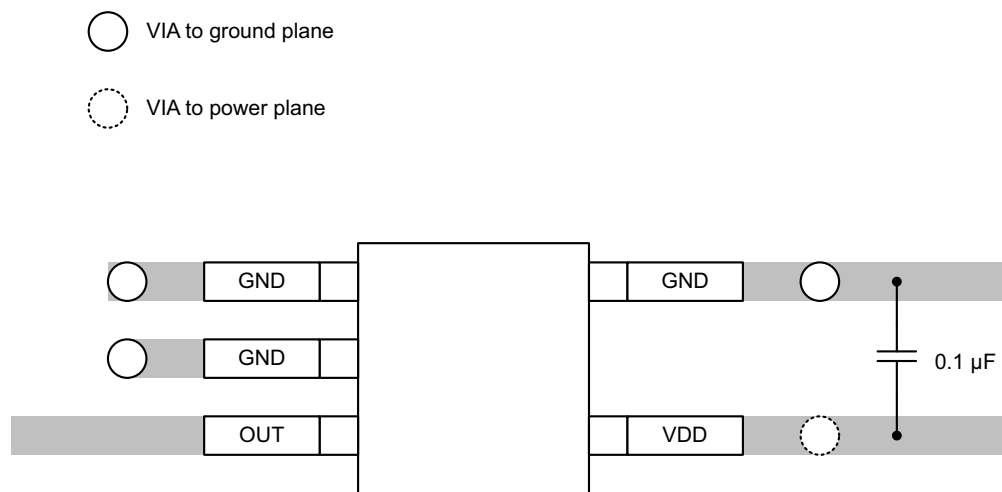 VIA to ground plane
VIA to power plane
GND
GND
GND
0.1 µF
OUT
VDD